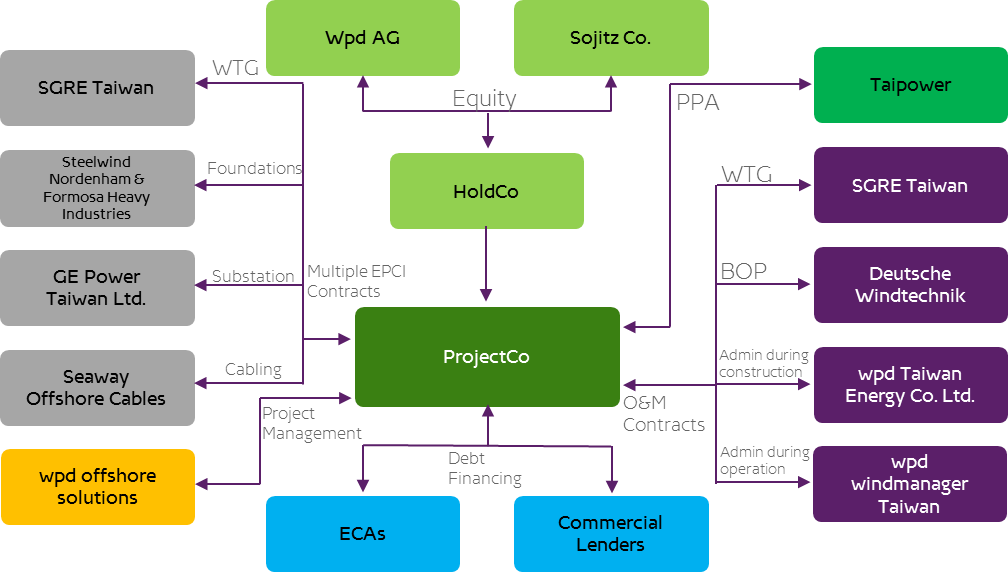 Wpd AG
Sojitz Co.
WTG
SGRE Taiwan
Equity
PPA
Taipower
Steelwind
Nordenham &
Formosa Heavy
Industries
Foundations
HoldCo
WTG
SGRE Taiwan
GE Power
Taiwan Ltd.
Substation
Multiple EPCI
Contracts
BOP
Deutsche
Windtechnik
ProjectCo
Seaway
Offshore Cables
Cabling
Admin during
construction
wpd Taiwan
Energy Co. Ltd.
Project
Management
O&M
Contracts
wpd offshore
solutions
Debt
Financing
Admin during
operation
wpd
windmanager
Taiwan
ECAs
Commercial
Lenders